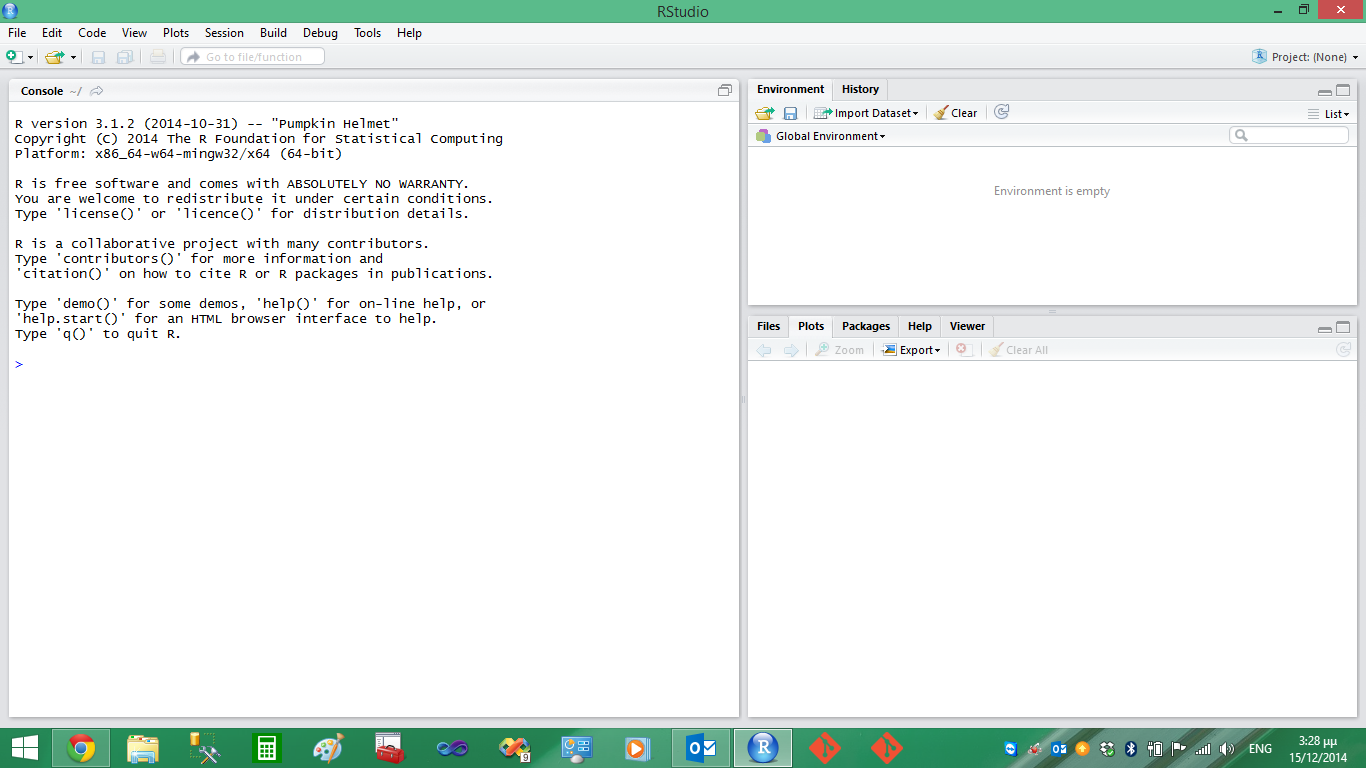 RStudio
File Edit Code View Plots Session Build Debug Tools Help
Go to file/function
Project: (None)
Console ~/
R version 3.1.2 (2014-10-31) -- "Pumpkin Helmet"
Copyright (C) 2014 The R Foundation for Statistical Computing
Platform: x86_64-w64-mingw32/x64 (64-bit)
R is free software and comes with ABSOLUTELY NO WARRANTY.
You are welcome to redistribute it under certain conditions.
Type 'license()' or 'licence()' for distribution details.
R is a collaborative project with many contributors.
Type 'contributors()' for more information and
'citation()' on how to cite R or R packages in publications.
Type 'demo()' for some demos, 'help()' for on-line help, or
'help.start()' for an HTML browser interface to help.
Type 'q()' to quit R.
>
Environment History
Import Dataset Clear List
Global Environment
Environment is empty
Files Plots Packages Help Viewer
Zoom Export Clear All
R
9
ENG
3:28 μμ
15/12/2014